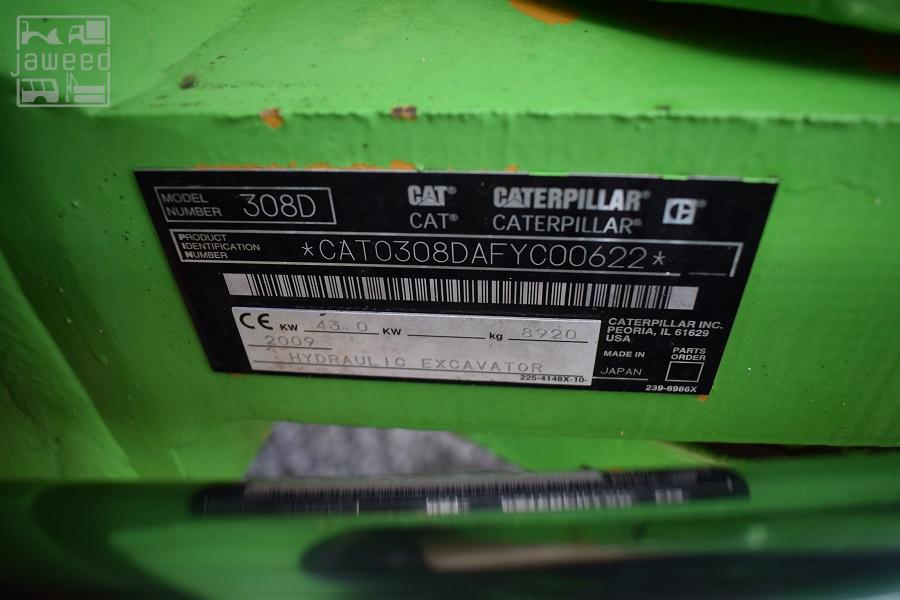 jaweed
MODEL NUMBER 308D
CAT® CATERPILLAR®
CAT® CATERPILLAR®
PRODUCT IDENTIFICATION NUMBER *CAT0308DAFYC00622*
CE KW 43.0 KW kg 8920
2009
HYDRAULIC EXCAVATOR
225-4148X-10-
CATERPILLAR INC.
PEORIA, IL 61629
USA
MADE IN JAPAN
PARTS ORDER
239-6986X